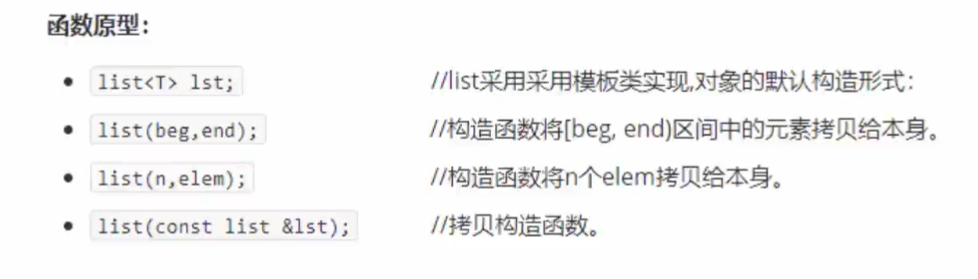 函数原型：
• list<T> lst; //list采用采用模板类实现,对象的默认构造形式：
• list(beg,end); //构造函数将[beg, end)区间中的元素拷贝给本身。
• list(n,elem); //构造函数将n个elem拷贝给本身。
• list(const list &lst); //拷贝构造函数。